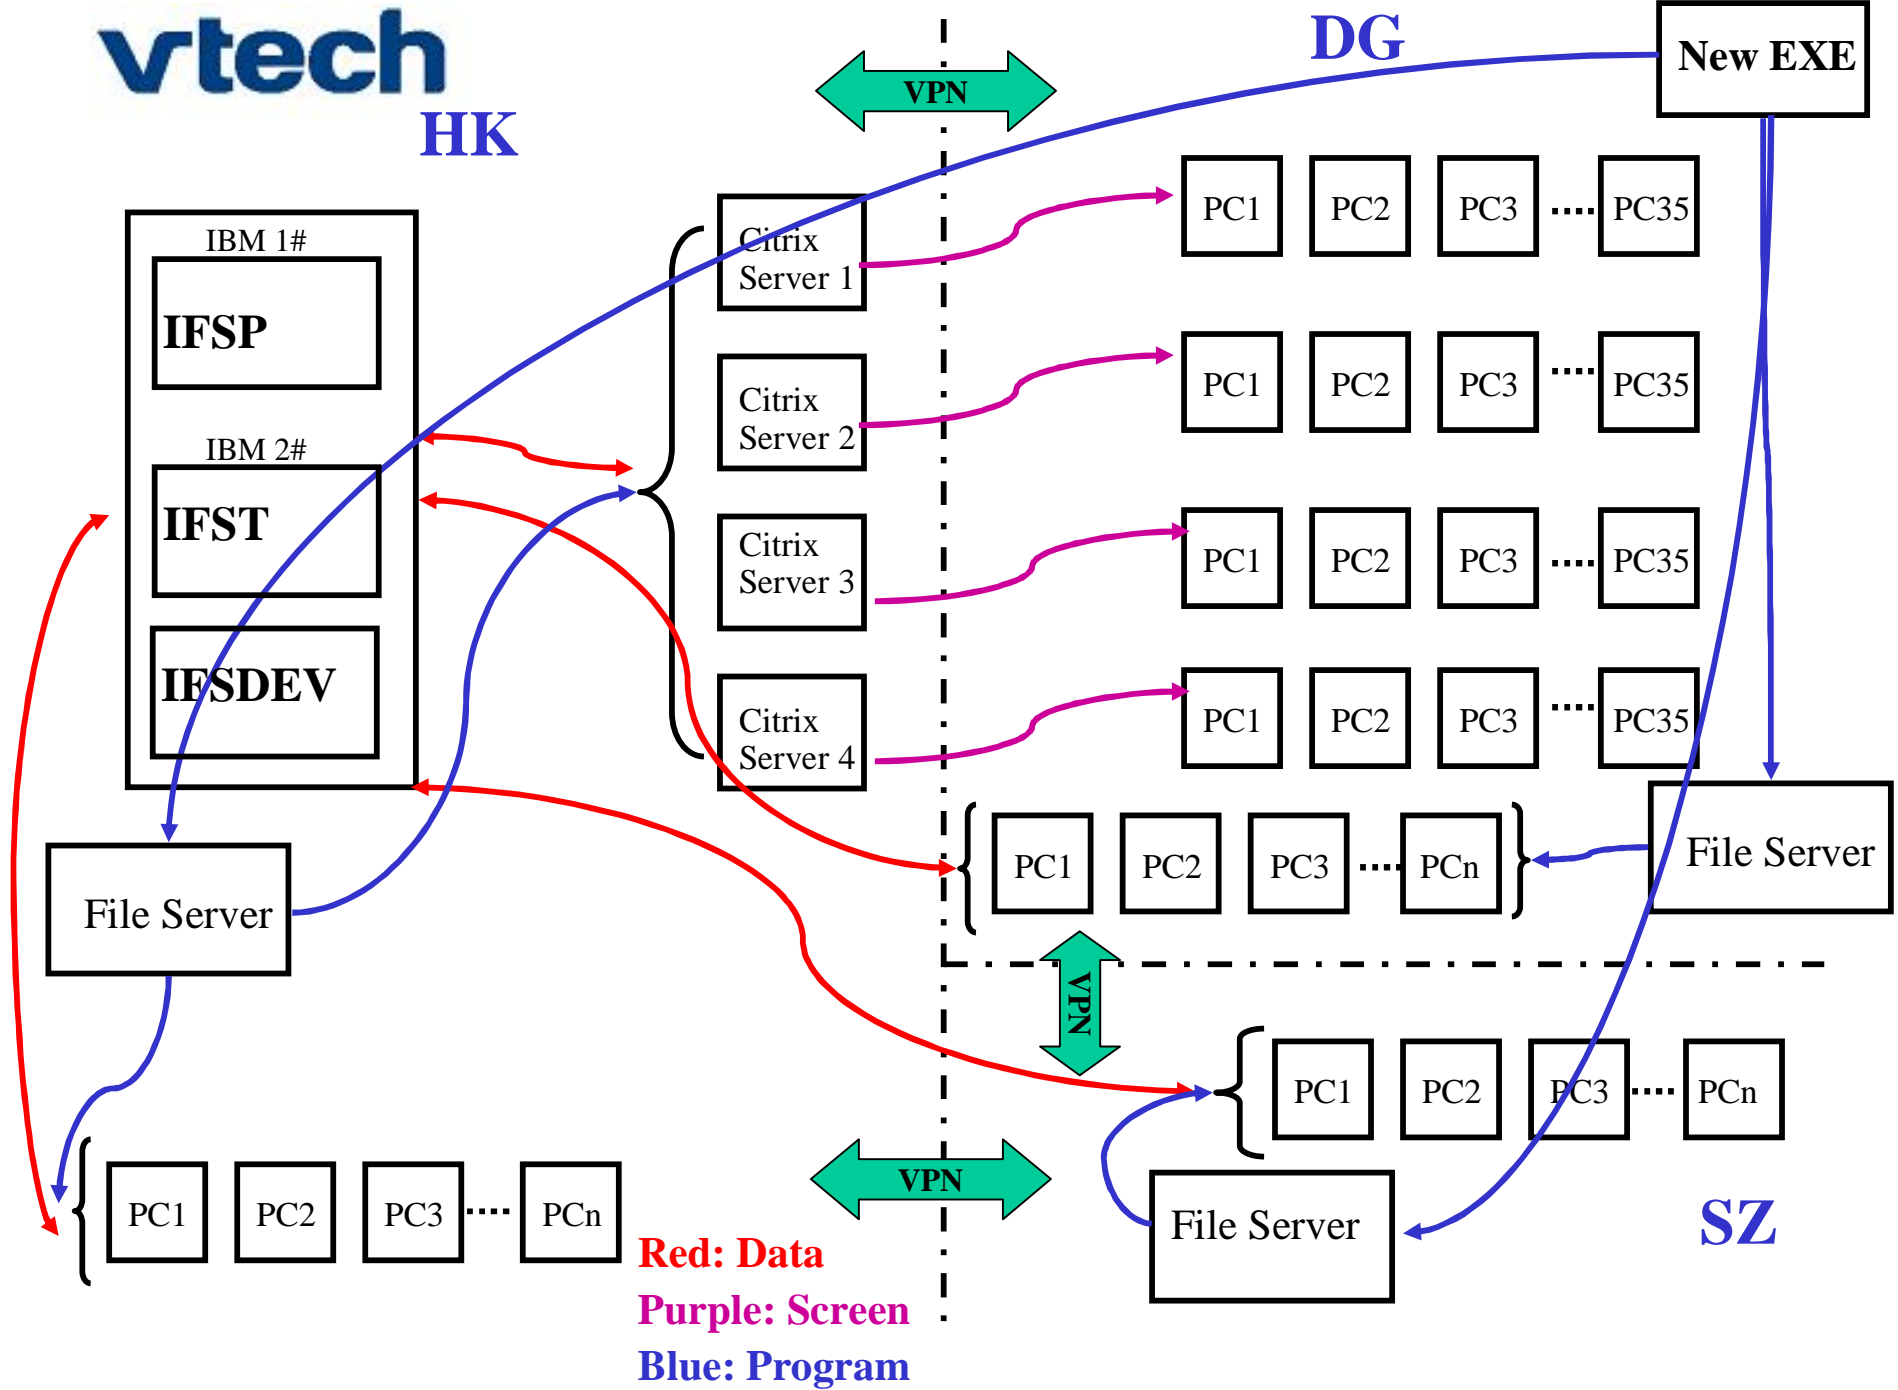 vtech
HK
VPN
DG
New EXE
IBM 1#
IFSP
IBM 2#
IFST
IFSDEV
Citrix
Server 1
Citrix
Server 2
Citrix
Server 3
Citrix
Server 4
PC1 PC2 PC3 ..... PC35
PC1 PC2 PC3 ..... PC35
PC1 PC2 PC3 ..... PC35
PC1 PC2 PC3 ..... PC35
PC1 PC2 PC3 ..... PCn
File Server
File Server
VPN
PC1 PC2 PC3 ..... PCn
File Server
SZ
VPN
PC1 PC2 PC3 ..... PCn
Red: Data
Purple: Screen
Blue: Program